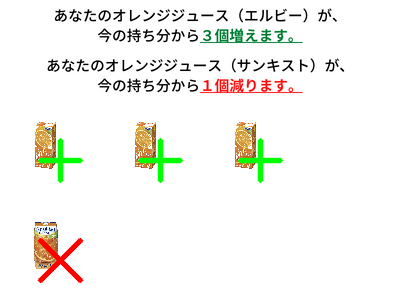 あなたのオレンジジュース（エルビー）が、
今の持ち分から３個増えます。
あなたのオレンジジュース（サンキスト）が、
今の持ち分から１個減ります。